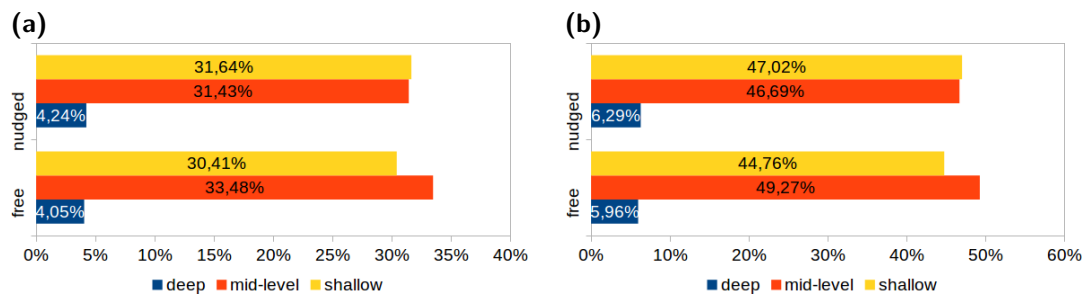 (a)
nudged
31,64%
31,43%
4,24%
free
30,41%
33,48%
4,05%
0% 5% 10% 15% 20% 25% 30% 35% 40%
deep mid-level shallow
(b)
nudged
47,02%
46,69%
6,29%
free
44,76%
49,27%
5,96%
0% 10% 20% 30% 40% 50% 60%
deep mid-level shallow